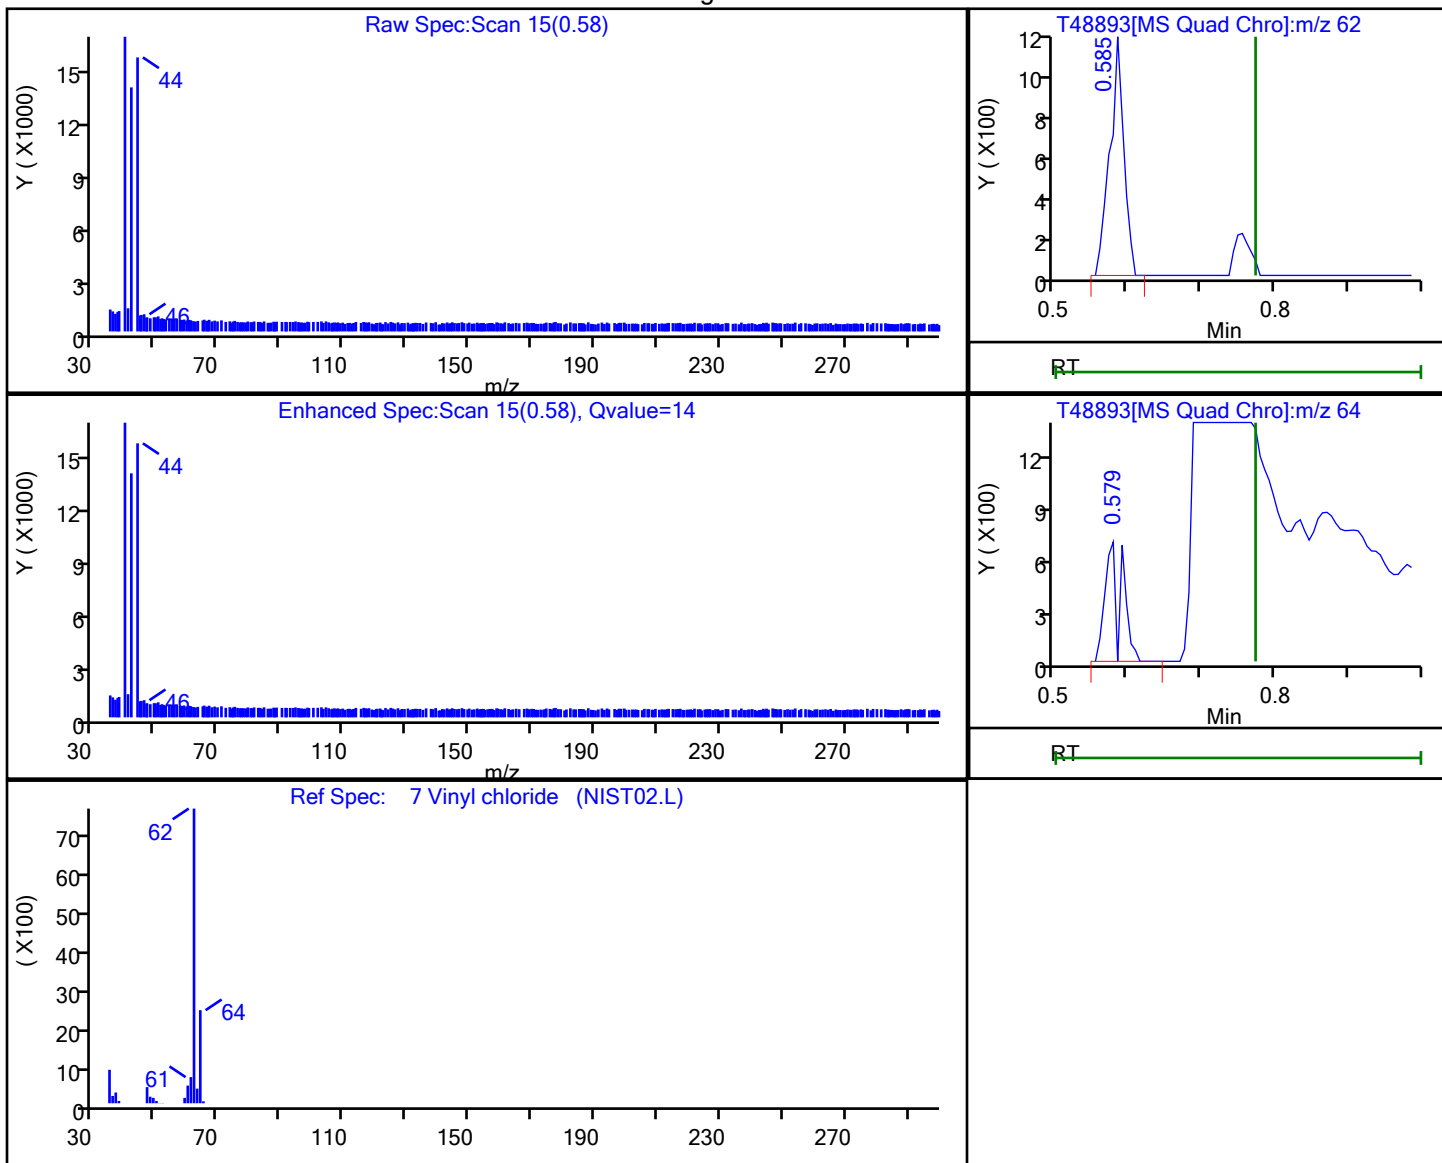 Raw Spec:Scan 15(0.58)
Y ( X1000)
15
12
9
6
3
0
44
46
30 70 110 150 190 230 270
m/z
T48893[MS Quad Chro]:m/z 62
Y ( X100)
12
10
8
6
4
2
0
0.585
0.5 0.8
Min
RT
Enhanced Spec:Scan 15(0.58), Qvalue=14
Y ( X1000)
15
12
9
6
3
0
44
46
30 70 110 150 190 230 270
m/z
T48893[MS Quad Chro]:m/z 64
Y ( X100)
12
9
6
3
0
0.579
0.5 0.8
Min
RT
Ref Spec: 7 Vinyl chloride (NIST02.L)
( X100)
70
60
50
40
30
20
10
0
62
64
61
30 70 110 150 190 230 270